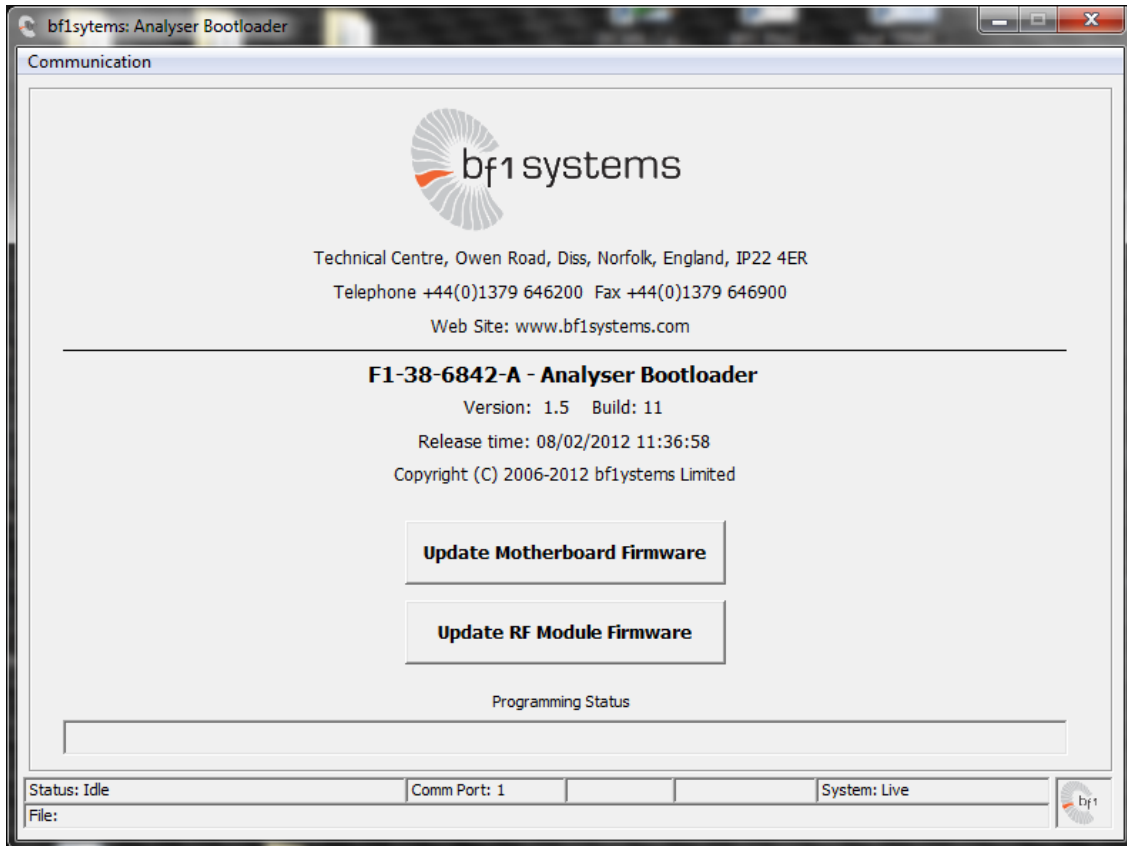 bf1sytems: Analyser Bootloader
Communication
bf1systems
Technical Centre, Owen Road, Diss, Norfolk, England, IP22 4ER
Telephone +44(0)1379 646200 Fax +44(0)1379 646900
Web Site: www.bf1systems.com
F1-38-6842-A - Analyser Bootloader
Version: 1.5 Build: 11
Release time: 08/02/2012 11:36:58
Copyright (C) 2006-2012 bf1ystems Limited
Update Motherboard Firmware
Update RF Module Firmware
Programming Status
Status: Idle Comm Port: 1 System: Live
File:
bf1